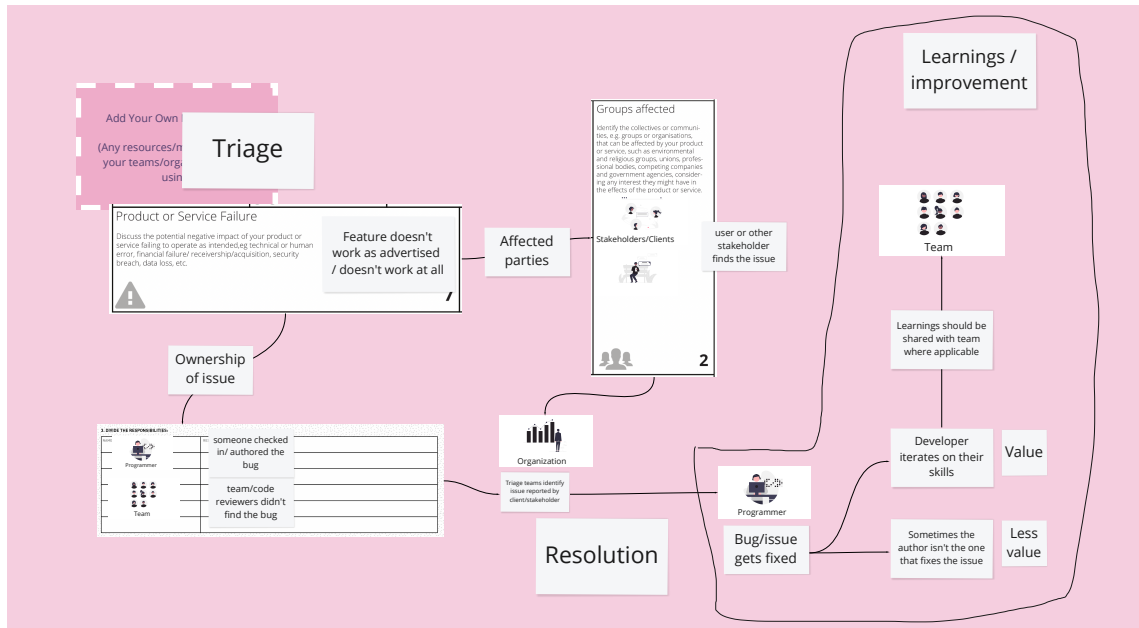 Learnings /
improvement
Add Your Own
(Any resources/m
your teams/orga
usin
Triage
Groups affected
Identify the collectives or communi-
ties, e.g. groups or organisations,
that can be affected by your product
or service, such as environmental
and religious groups, unions, profes-
sional bodies, competing companies
and government agencies, consider-
ing any interest they might have in
the effects of the product or service.
Stakeholders/Clients
2
user or other
stakeholder
finds the issue
Product or Service Failure
Discuss the potential negative impact of your product or
service failing to operate as intended,eg technical or human
error, financial failure/ receivership/acquisition, security
breach, data loss, etc.
Feature doesn't
work as advertised
/ doesn't work at all
Affected
parties
Team
Learnings should be
shared with team
where applicable
Ownership
of issue
3. DIVIDE THE RESPONSIBILITIES:
Programmer
someone checked
in/ authored the
bug
Team
team/code
reviewers didn't
find the bug
Organization
Triage teams identify
issue reported by
client/stakeholder
Resolution
Programmer
Bug/issue
gets fixed
Developer
iterates on their
skills
Value
Sometimes the
author isn't the one
that fixes the issue
Less
value